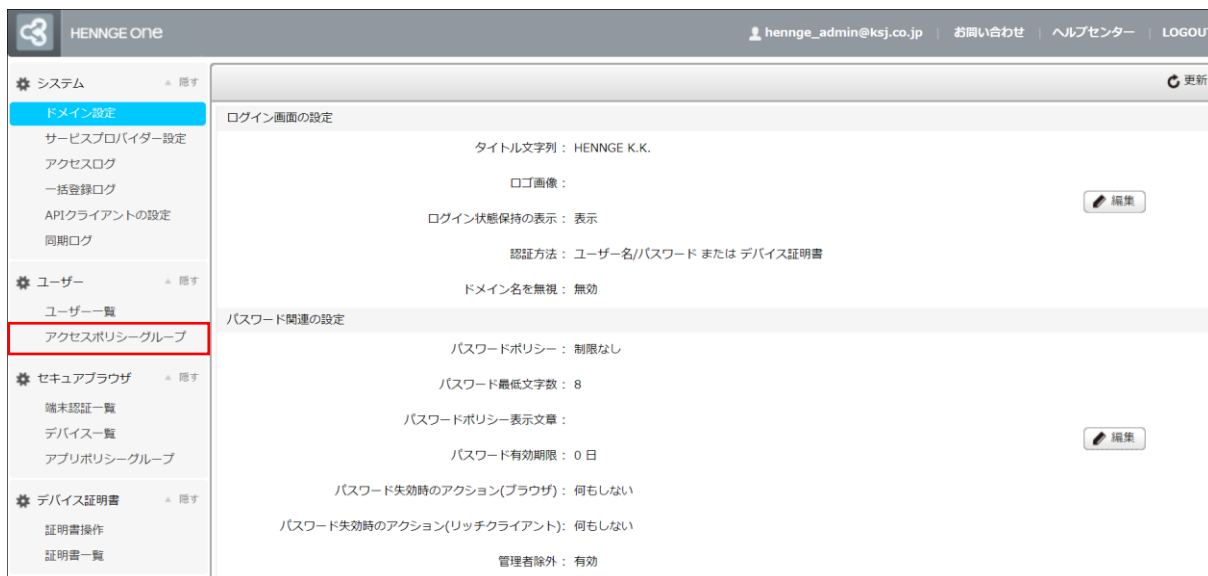 HENNGE one
hennge_admin@ksj.co.jp | お問い合わせ | ヘルプセンター | LOGOUT
システム 隠す
ドメイン設定
サービスプロバイダー設定
アクセスログ
一括登録ログ
APIクライアントの設定
同期ログ
ユーザー 隠す
ユーザー一覧
アクセスポリシーグループ
セキュアブラウザ 隠す
端末認証一覧
デバイス一覧
アプリポリシーグループ
デバイス証明書 隠す
証明書操作
証明書一覧
更新
ログイン画面の設定
タイトル文字列： HENNGE K.K.
ロゴ画像：
ログイン状態保持の表示： 表示
認証方法： ユーザー名/パスワード または デバイス証明書
ドメイン名を無視： 無効
編集
パスワード関連の設定
パスワードポリシー： 制限なし
パスワード最低文字数： 8
パスワードポリシー表示文章：
パスワード有効期限： 0 日
パスワード失効時のアクション(ブラウザ)： 何もしない
パスワード失効時のアクション(リッチクライアント)： 何もしない
管理者除外： 有効
編集